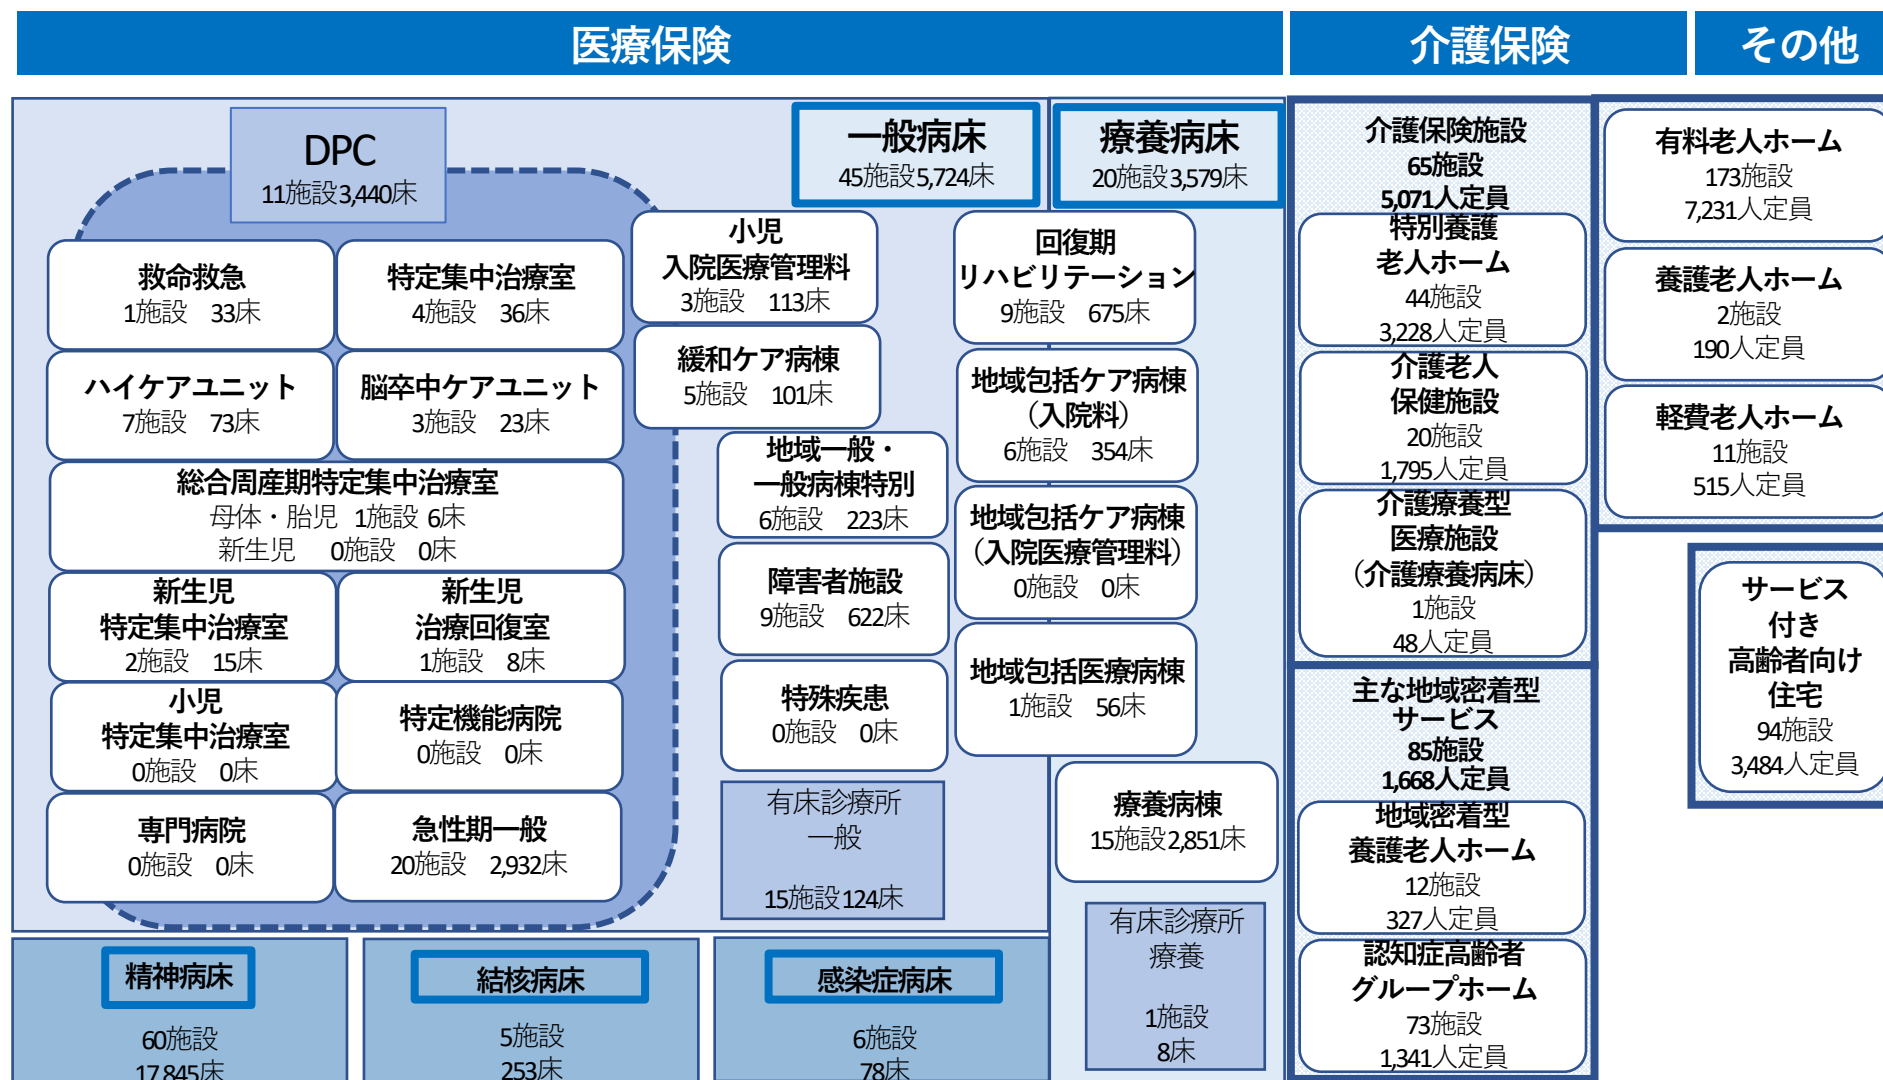 医療保険
介護保険
その他
DPC
11施設3,440床
一般病床
45施設5,724床
療養病床
20施設3,579床
救命救急
1施設 33床
特定集中治療室
4施設 36床
ハイケアユニット
7施設 73床
脳卒中ケアユニット
3施設 23床
総合周産期特定集中治療室
母体・胎児 1施設 6床
新生児 0施設 0床
新生児
特定集中治療室
2施設 15床
新生児
治療回復室
1施設 8床
小児
特定集中治療室
0施設 0床
特定機能病院
0施設 0床
専門病院
0施設 0床
急性期一般
20施設 2,932床
小児
入院医療管理料
3施設 113床
緩和ケア病棟
5施設 101床
地域一般・
一般病棟特別
6施設 223床
障害者施設
9施設 622床
特殊疾患
0施設 0床
有床診療所
一般
15施設124床
回復期
リハビリテーション
9施設 675床
地域包括ケア病棟
（入院料）
6施設 354床
地域包括ケア病棟
（入院医療管理料）
0施設 0床
地域包括医療病棟
1施設 56床
療養病棟
15施設2,851床
有床診療所
療養
1施設
8床
精神病床
60施設
17,845床
結核病床
5施設
253床
感染症病床
6施設
78床
介護保険施設
65施設
5,071人定員
特別養護
老人ホーム
44施設
3,228人定員
介護老人
保健施設
20施設
1,795人定員
介護療養型
医療施設
（介護療養病床）
1施設
48人定員
主な地域密着型
サービス
85施設
1,668人定員
地域密着型
養護老人ホーム
12施設
327人定員
認知症高齢者
グループホーム
73施設
1,341人定員
有料老人ホーム
173施設
7,231人定員
養護老人ホーム
2施設
190人定員
軽費老人ホーム
11施設
515人定員
サービス
付き
高齢者向け
住宅
94施設
3,484人定員